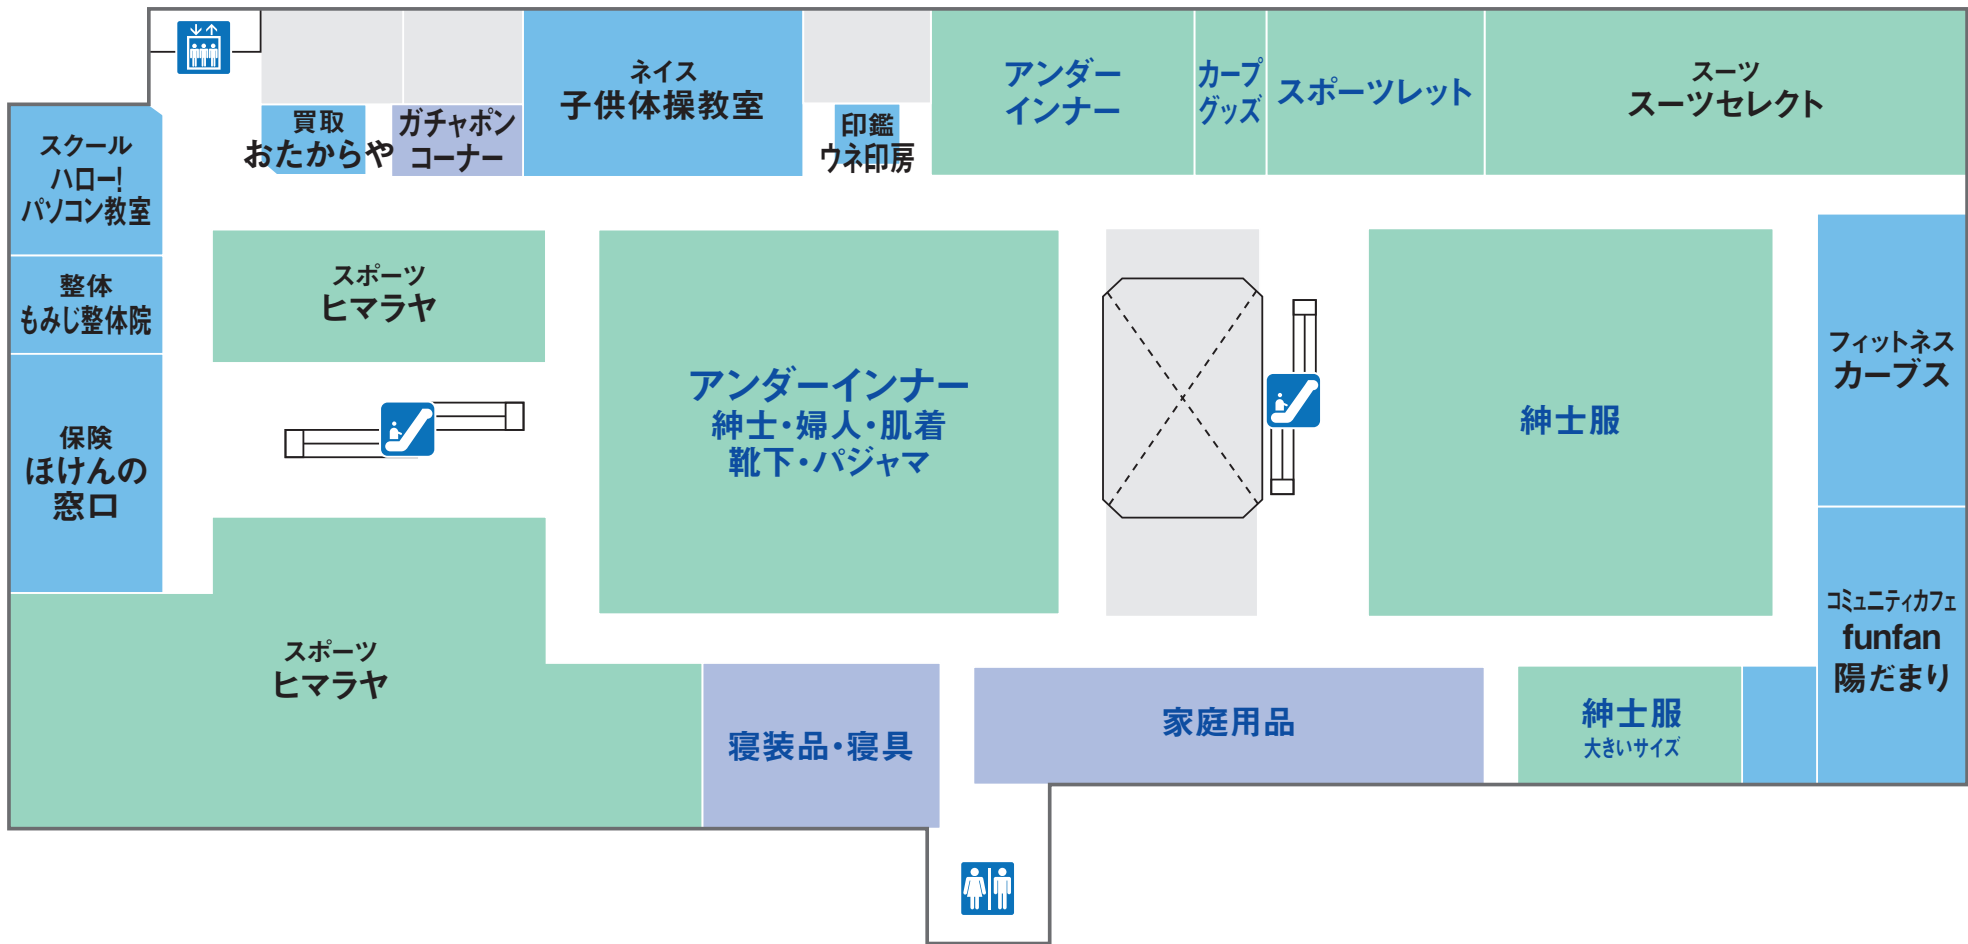 ネイス
子供体操教室
アンダー
インナー
カープ
グッズ
スポーツレット
スーツ
スーツセレクト
買取
おたからや
ガチャポン
コーナー
印鑑
ウネ印房
スクール
ハロー!
パソコン教室
整体
もみじ整体院
保険
ほけんの
窓口
スポーツ
ヒマラヤ
アンダーインナー
紳士・婦人・肌着
靴下・パジャマ
紳士服
フィットネス
カーブス
コミュニティカフェ
funfan
陽だまり
スポーツ
ヒマラヤ
寝装品・寝具
家庭用品
紳士服
大きいサイズ